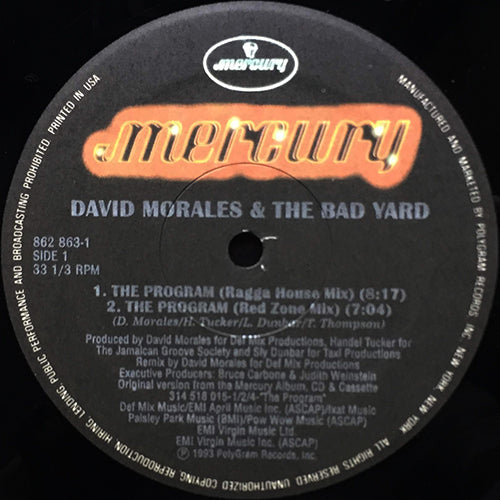 mercury
mercury
DAVID MORALES & THE BAD YARD
862 863-1
SIDE 1
33 1/3 RPM
1. THE PROGRAM (Ragga House Mix) (8:17)
2. THE PROGRAM (Red Zone Mix) (7:04)
(D. Morales/H. Tucker/L. Dunbar/T. Thompson)
Produced by David Morales for Def Mix Productions, Handel Tucker for
The Jamaican Groove Society and Sly Dunbar for Taxi Productions
Remix by David Morales for Def Mix Productions
Executive Producers: Bruce Carbone & Judith Weinstein
Original version from the Mercury Album, CD & Cassette
314 518 015-1/2/4-"The Program"
Def Mix Music/EMI April Music Inc. (ASCAP)/Ixat Music
Paisley Park Music (BMI)/Pow Wow Music (ASCAP)
EMI Virgin Music Ltd.
EMI Virgin Music Inc. (ASCAP)
Ⓟ 1993 PolyGram Records, Inc.
MANUFACTURED AND MARKETED BY POLYGRAM RECORDS INC. NEW YORK, NEW YORK
ALL RIGHTS RESERVED UNAUTHORIZED COPYING, REPRODUCTION HIRING, LENDING, PUBLIC PERFORMANCE AND BROADCASTING PROHIBITED. PRINTED IN USA